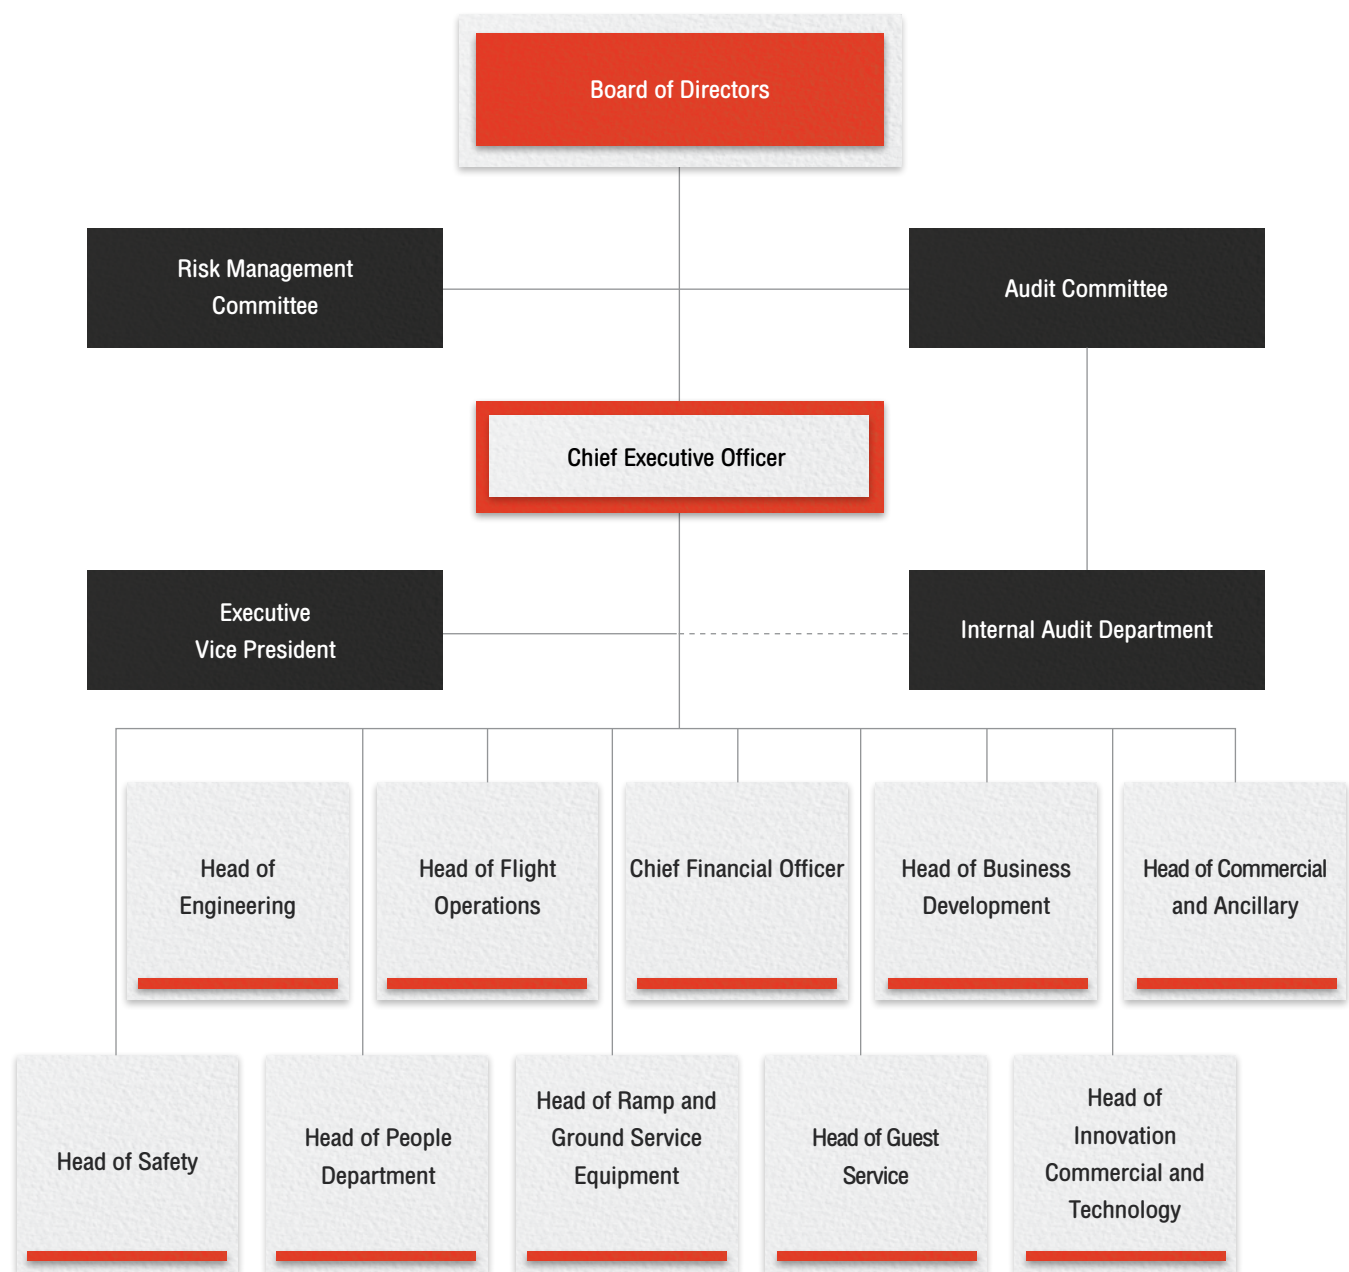 Board of Directors
Risk Management
Committee
Audit Committee
Chief Executive Officer
Executive
Vice President
Internal Audit Department
Head of
Engineering
Head of Flight
Operations
Chief Financial Officer
Head of Business
Development
Head of Commercial
and Ancillary
Head of Safety
Head of People
Department
Head of Ramp and
Ground Service
Equipment
Head of Guest
Service
Head of
Innovation
Commercial and
Technology